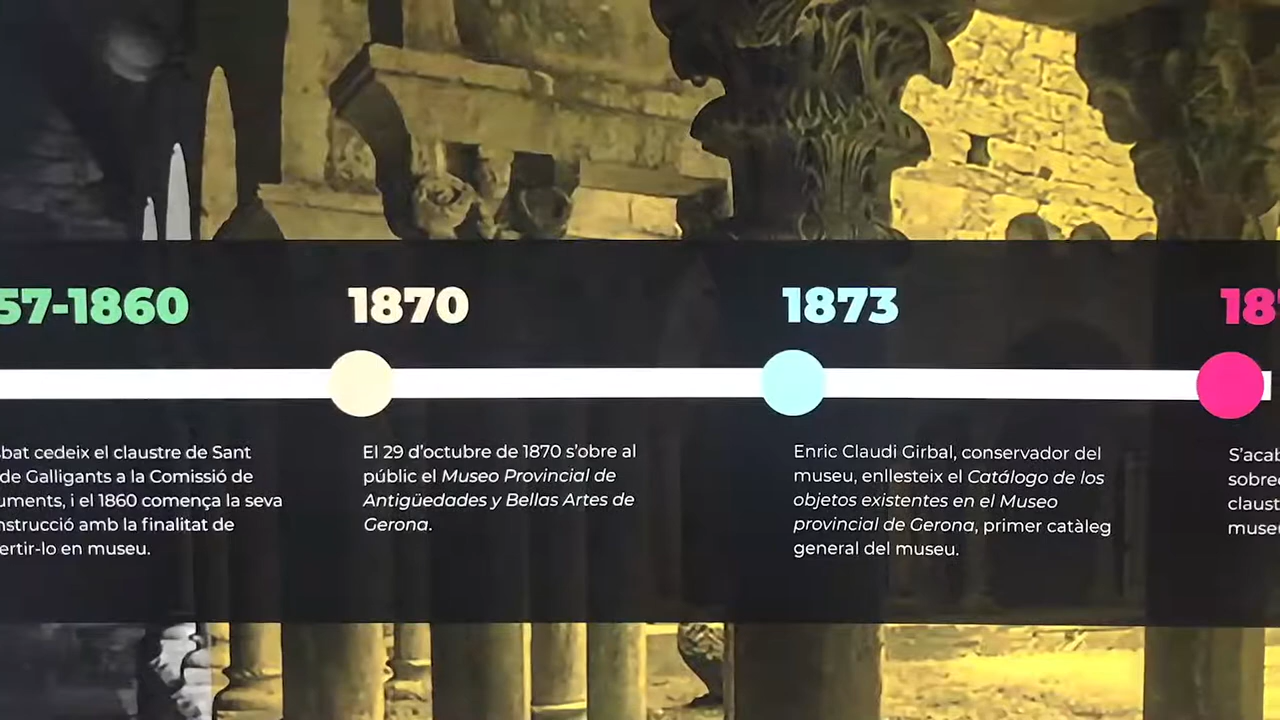 57-1860
bat cedeix el claustre de Sant
de Galligants a la Comissió de
uments, i el 1860 comença la seva
nstrucció amb la finalitat de
ertir-lo en museu.
1870
El 29 d'octubre de 1870 s'obre al
públic el Museo Provincial de
Antigüedades y Bellas Artes de
Gerona.
1873
Enric Claudi Girbal, conservador del
museu, enllesteix el Catálogo de los
objetos existentes en el Museo
provincial de Gerona, primer catàleg
general del museu.
18
S'acab
sobre
claust
museu